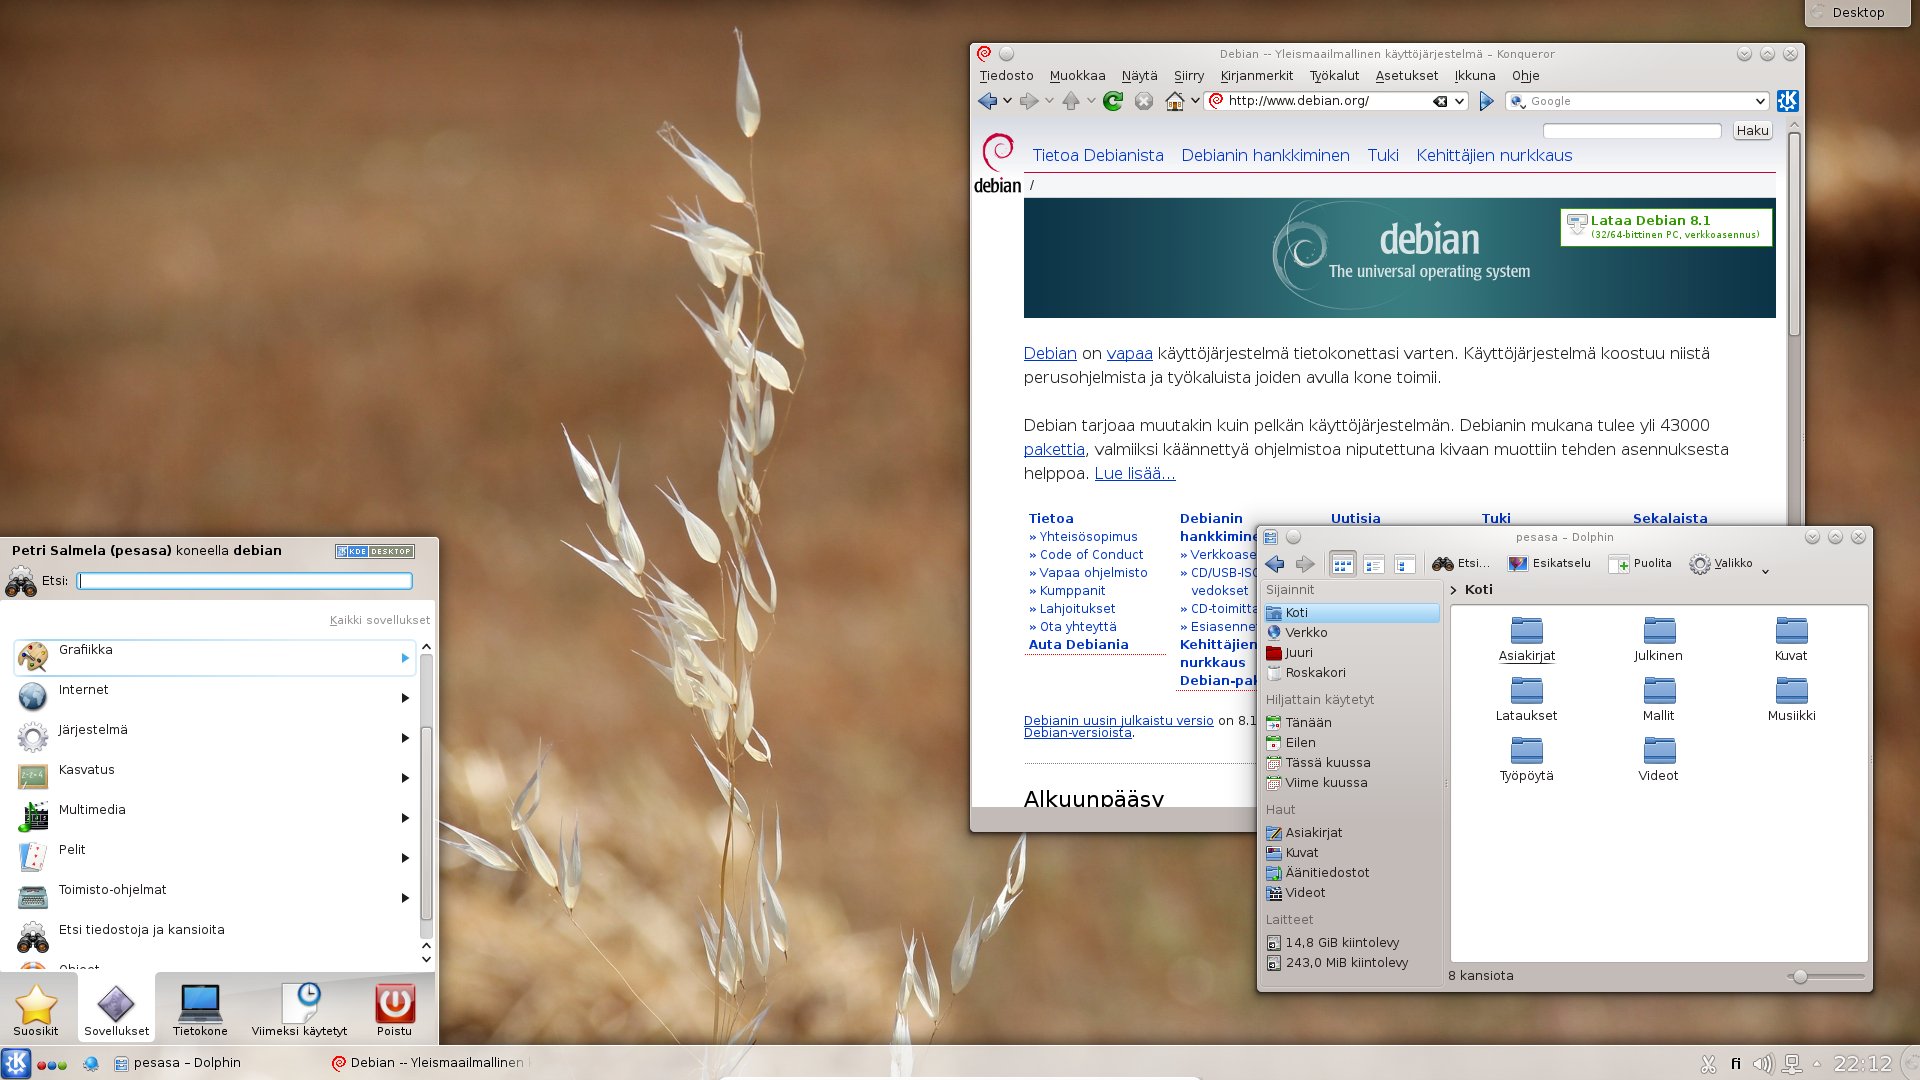 Desktop
Debian -- Yleismaailmallinen käyttöjärjestelmä – Konqueror
Tiedosto Muokkaa Näytä Siirry Kirjanmerkit Työkalut Asetukset Ikkuna Ohje
http://www.debian.org/ Google
Haku
Tietoa Debianista Debianin hankkiminen Tuki Kehittäjien nurkkaus
debian /
Lataa Debian 8.1
(32/64-bittinen PC, verkkoasennus)
debian
The universal operating system
Debian on vapaa käyttöjärjestelmä tietokonettasi varten. Käyttöjärjestelmä koostuu niistä
perusohjelmista ja työkaluista joiden avulla kone toimii.
Debian tarjoaa muutakin kuin pelkän käyttöjärjestelmän. Debianin mukana tulee yli 43000
pakettia, valmiiksi käännettyä ohjelmistoa niputettuna kivaan muottiin tehden asennuksesta
helppoa. Lue lisää...
Tietoa
» Yhteisösopimus
» Code of Conduct
» Vapaa ohjelmisto
» Kumppanit
» Lahjoitukset
» Ota yhteyttä
Auta Debiania
Debianin
hankkimine
» Verkkoase
» CD/USB-ISO
vedokset
» CD-toimitta
» Esiasenne
Kehittäjien
nurkkaus
Debian-pak
Uutisia
Tuki
Sekalaista
Debianin uusin julkaistu versio on 8.1
Debian-versioista.
Alkuunpääsy
pesasa – Dolphin
Etsi... Esikatselu Puolita Valikko
Sijainnit
Koti
Verkko
Juuri
Roskakori
Hiljattain käytetyt
Tänään
Eilen
Tässä kuussa
Viime kuussa
Haut
Asiakirjat
Kuvat
Äänitiedostot
Videot
Laitteet
14,8 GiB kiintolevy
243,0 MiB kiintolevy
> Koti
Asiakirjat Julkinen Kuvat
Lataukset Mallit Musiikki
Työpöytä Videot
8 kansiota
Petri Salmela (pesasa) koneella debian
KDE DESKTOP
Etsi:
Kaikki sovellukset
Grafiikka
Internet
Järjestelmä
Kasvatus
Multimedia
Pelit
Toimisto-ohjelmat
Etsi tiedostoja ja kansioita
Ohjeet
Suosikit Sovellukset Tietokone Viimeksi käytetyt Poistu
pesasa – Dolphin Debian -- Yleismaailmallinen fi 22:12